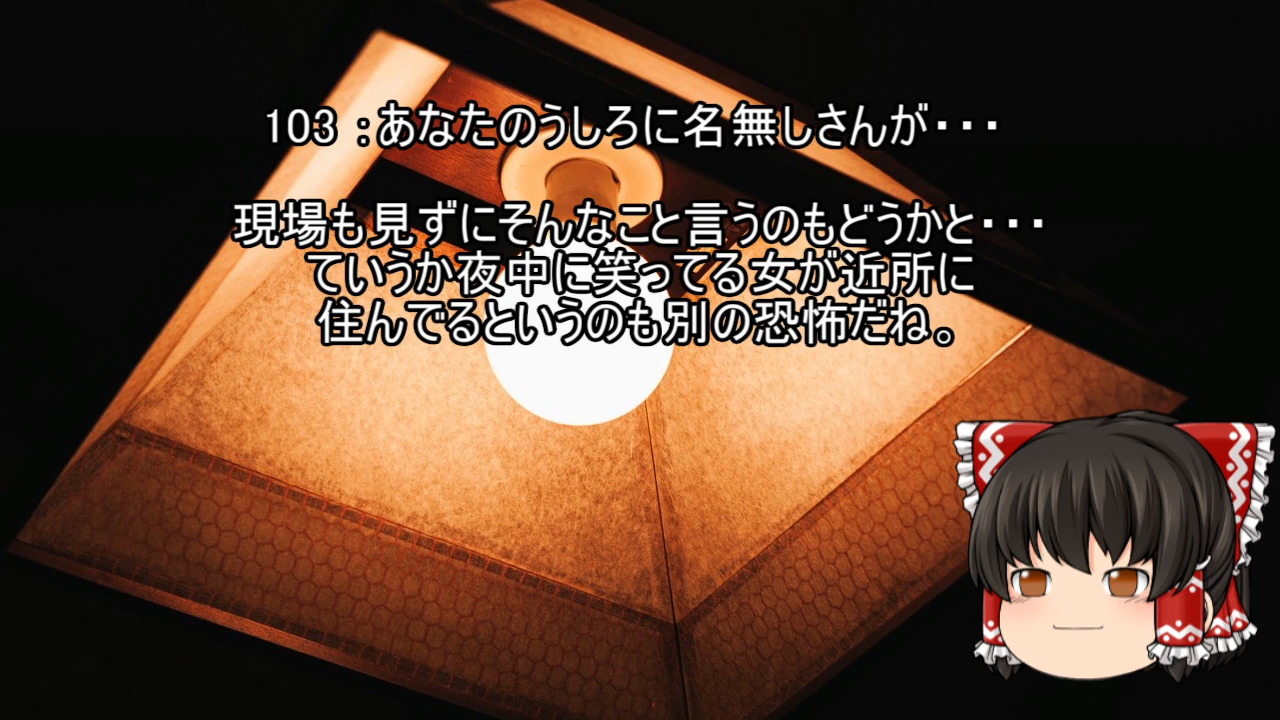 103 :あなたのうしろに名無しさんが・・・
現場も見ずにそんなこと言うのもどうかと・・・
ていうか夜中に笑ってる女が近所に
住んでるというのも別の恐怖だね。